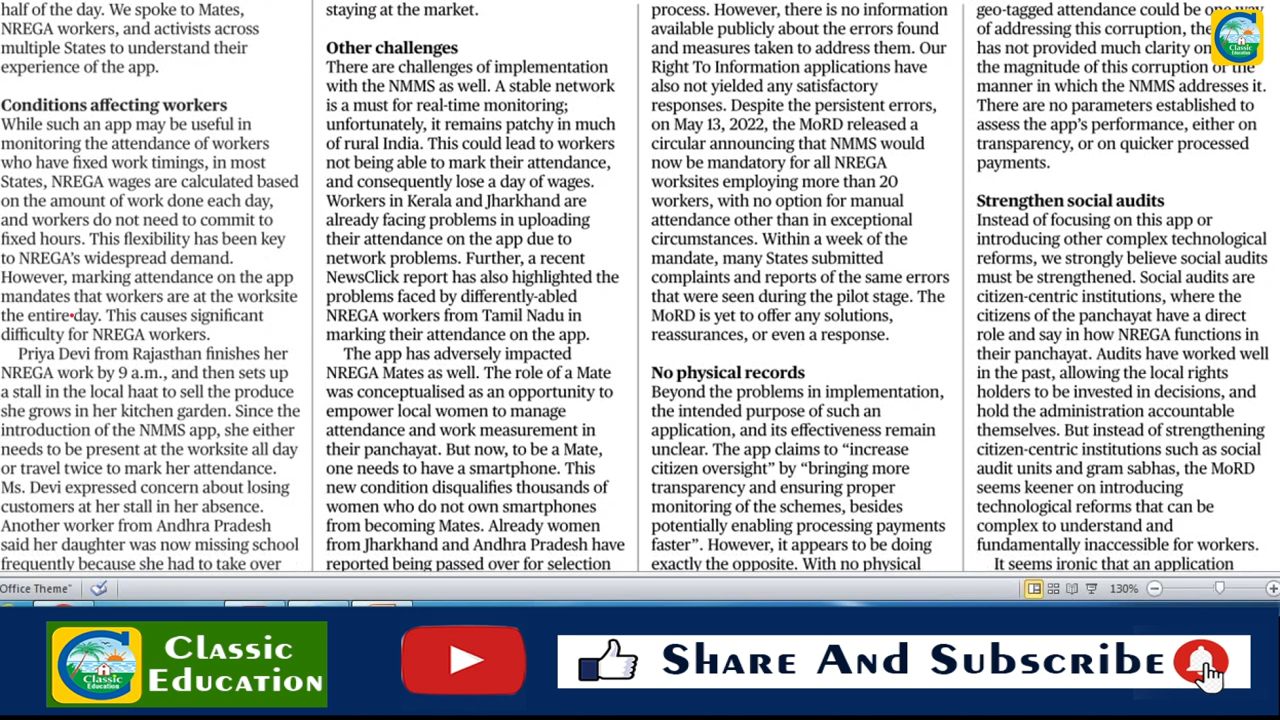 half of the day. We spoke to Mates,
NREGA workers, and activists across
multiple States to understand their
experience of the app.
Conditions affecting workers
While such an app may be useful in
monitoring the attendance of workers
who have fixed work timings, in most
States, NREGA wages are calculated based
on the amount of work done each day,
and workers do not need to commit to
fixed hours. This flexibility has been key
to NREGA's widespread demand.
However, marking attendance on the app
mandates that workers are at the worksite
the entire day. This causes significant
difficulty for NREGA workers.
Priya Devi from Rajasthan finishes her
NREGA work by 9 a.m., and then sets up
a stall in the local haat to sell the produce
she grows in her kitchen garden. Since the
introduction of the NMMS app, she either
needs to be present at the worksite all day
or travel twice to mark her attendance.
Ms. Devi expressed concern about losing
customers at her stall in her absence.
Another worker from Andhra Pradesh
said her daughter was now missing school
frequently because she had to take over
staying at the market.
Other challenges
There are challenges of implementation
with the NMMS as well. A stable network
is a must for real-time monitoring;
unfortunately, it remains patchy in much
of rural India. This could lead to workers
not being able to mark their attendance,
and consequently lose a day of wages.
Workers in Kerala and Jharkhand are
already facing problems in uploading
their attendance on the app due to
network problems. Further, a recent
NewsClick report has also highlighted the
problems faced by differently-abled
NREGA workers from Tamil Nadu in
marking their attendance on the app.
The app has adversely impacted
NREGA Mates as well. The role of a Mate
was conceptualised as an opportunity to
empower local women to manage
attendance and work measurement in
their panchayat. But now, to be a Mate,
one needs to have a smartphone. This
new condition disqualifies thousands of
women who do not own smartphones
from becoming Mates. Already women
from Jharkhand and Andhra Pradesh have
reported being passed over for selection
process. However, there is no information
available publicly about the errors found
and measures taken to address them. Our
Right To Information applications have
also not yielded any satisfactory
responses. Despite the persistent errors,
on May 13, 2022, the MoRD released a
circular announcing that NMMS would
now be mandatory for all NREGA
worksites employing more than 20
workers, with no option for manual
attendance other than in exceptional
circumstances. Within a week of the
mandate, many States submitted
complaints and reports of the same errors
that were seen during the pilot stage. The
MoRD is yet to offer any solutions,
reassurances, or even a response.
No physical records
Beyond the problems in implementation,
the intended purpose of such an
application, and its effectiveness remain
unclear. The app claims to “increase
citizen oversight” by “bringing more
transparency and ensuring proper
monitoring of the schemes, besides
potentially enabling processing payments
faster”. However, it appears to be doing
exactly the opposite. With no physical
geo-tagged attendance could be one way
of addressing this corruption, the
has not provided much clarity on
the magnitude of this corruption or the
manner in which the NMMS addresses it.
There are no parameters established to
assess the app's performance, either on
transparency, or on quicker processed
payments.
Strengthen social audits
Instead of focusing on this app or
introducing other complex technological
reforms, we strongly believe social audits
must be strengthened. Social audits are
citizen-centric institutions, where the
citizens of the panchayat have a direct
role and say in how NREGA functions in
their panchayat. Audits have worked well
in the past, allowing the local rights
holders to be invested in decisions, and
hold the administration accountable
themselves. But instead of strengthening
citizen-centric institutions such as social
audit units and gram sabhas, the MoRD
seems keener on introducing
technological reforms that can be
complex to understand and
fundamentally inaccessible for workers.
It seems ironic that an application
Classic
Education
Office Theme"
130%
Classic
Education
Classic
Education
Share And Subscribe